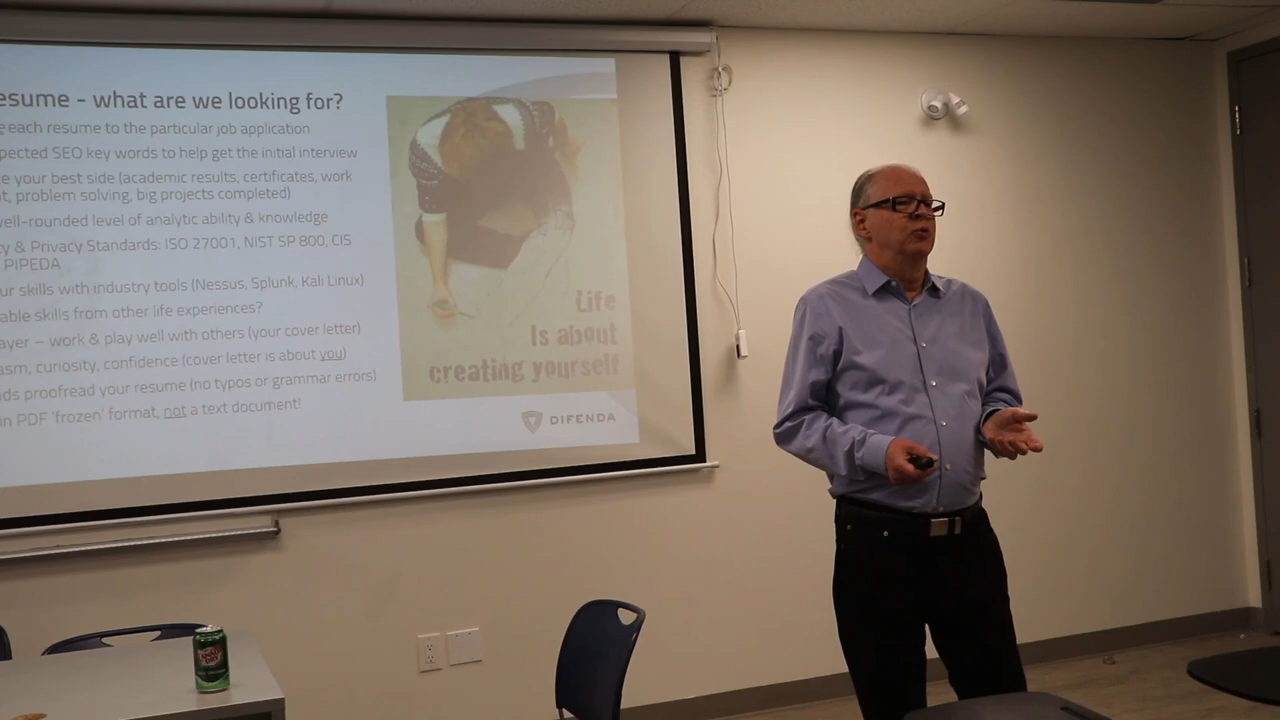 esume - what are we looking for?
e each resume to the particular job application
pected SEO key words to help get the initial interview
e your best side (academic results, certificates, work
t, problem solving, big projects completed)
well-rounded level of analytic ability & knowledge
y & Privacy Standards: ISO 27001, NIST SP 800, CIS
PIPEDA
ur skills with industry tools (Nessus, Splunk, Kali Linux)
able skills from other life experiences?
ayer – work & play well with others (your cover letter)
asm, curiosity, confidence (cover letter is about you)
ds proofread your resume (no typos or grammar errors)
in PDF 'frozen' format, not a text document!
Life
Is about
creating yourself
DIFENDA
CANADA
DRY